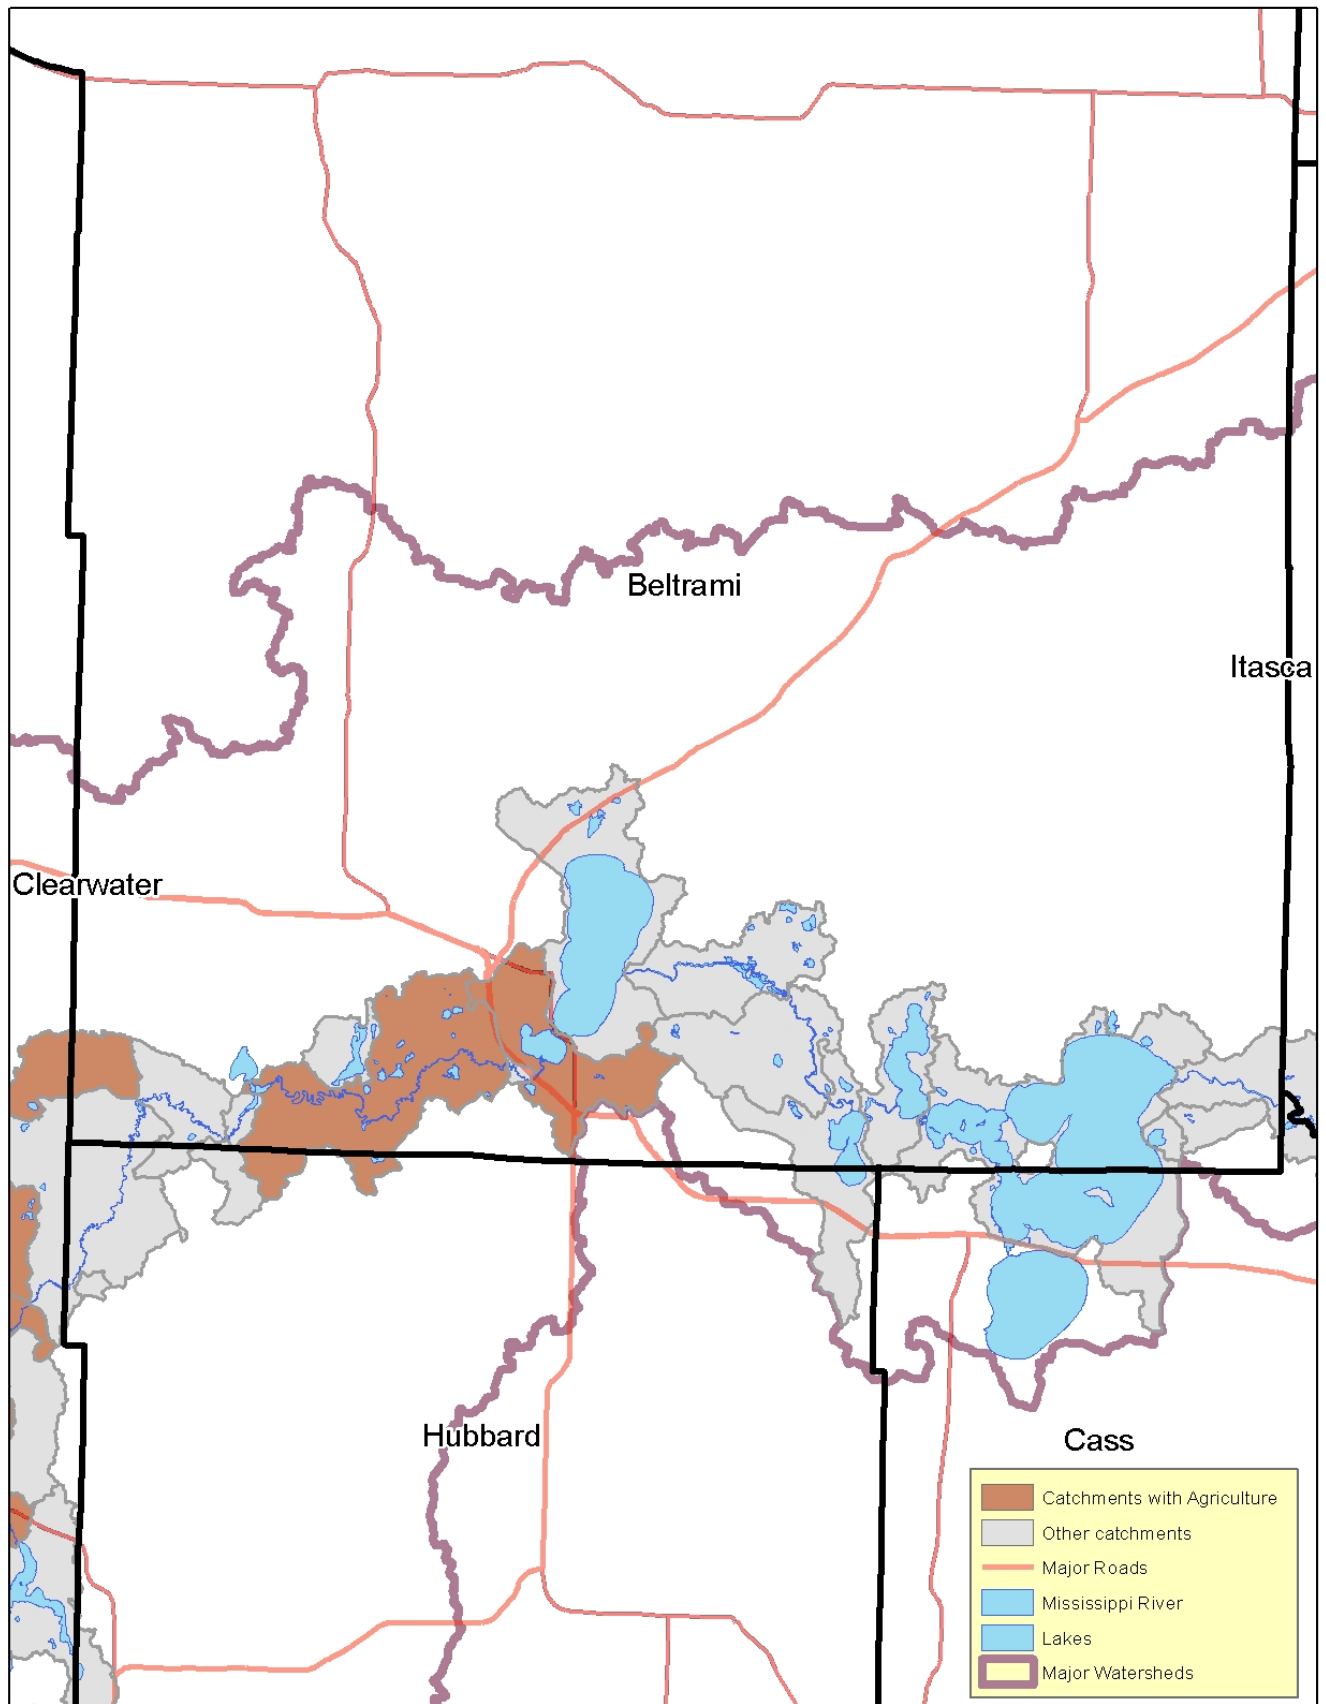 Beltrami
Itasca
Clearwater
Hubbard
Cass
Catchments with Agriculture
Other catchments
Major Roads
Mississippi River
Lakes
Major Watersheds